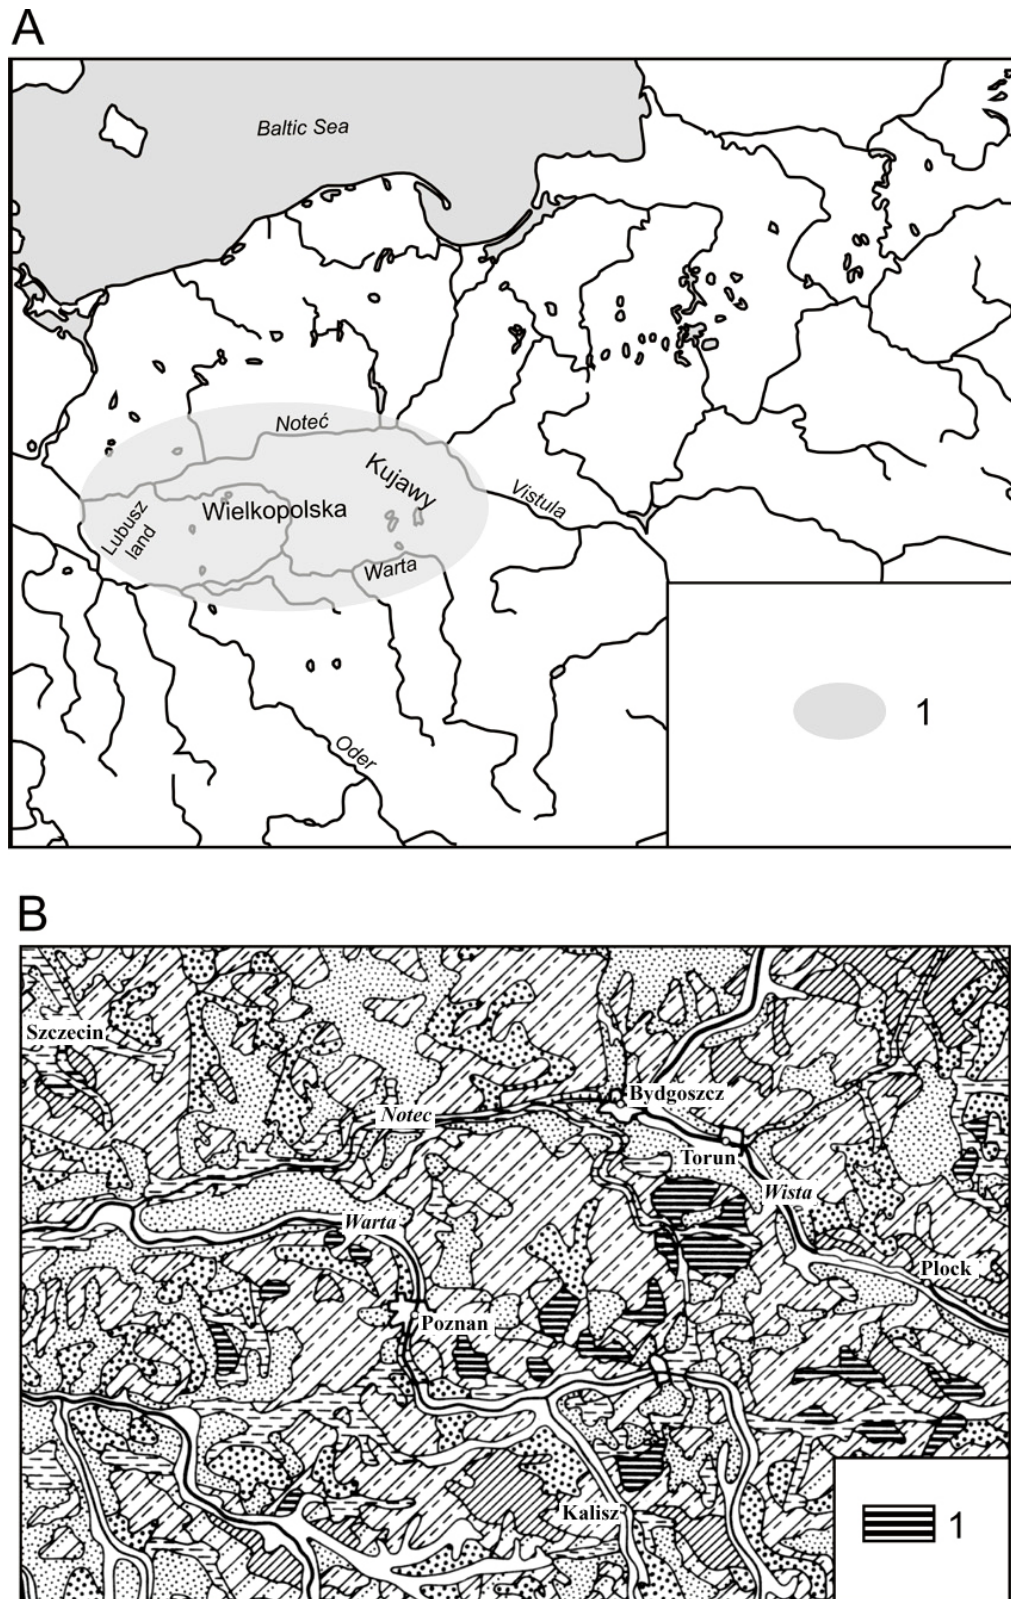 A
Baltic Sea
Noteć
Kujawy
Vistula
Wielkopolska
Lubusz
land
Warta
1
Oder
B
Szczecin
Bydgoszcz
Notec
Torun
Wista
Warta
Plock
Poznan
Kalisz
1